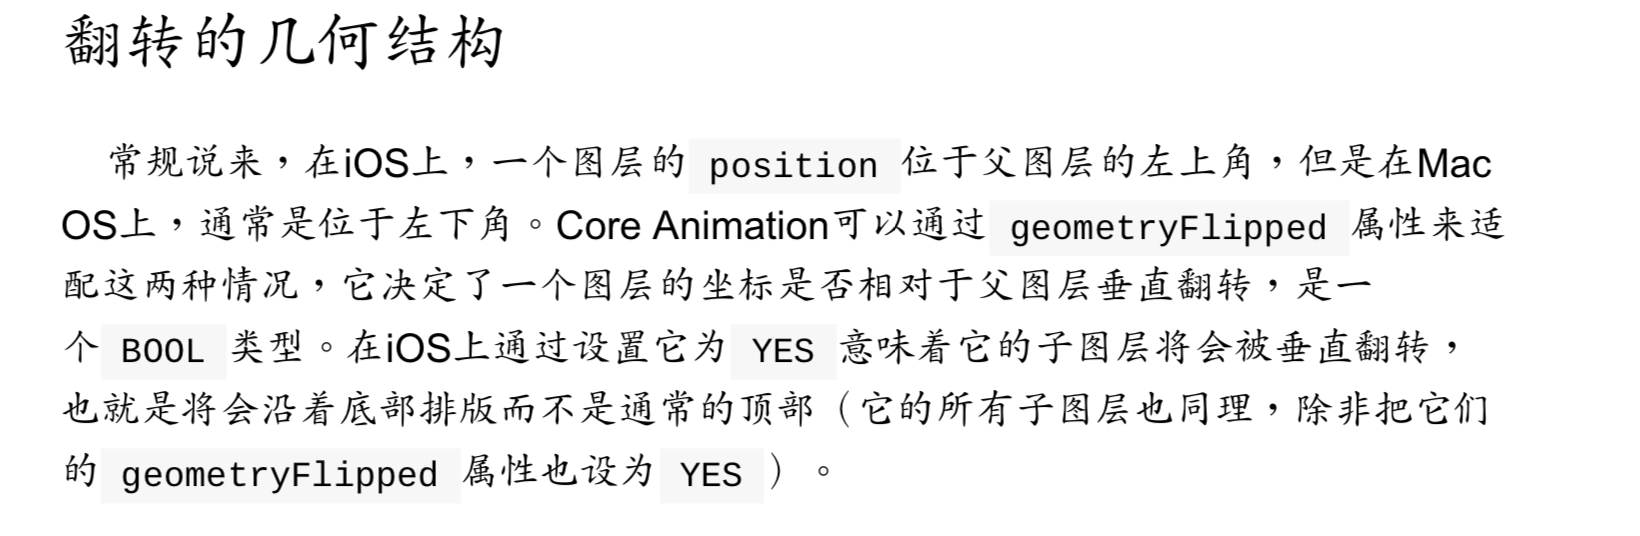 翻转的几何结构
常规说来，在iOS上，一个图层的 position 位于父图层的左上角，但是在Mac
OS上，通常是位于左下角。Core Animation可以通过 geometryFlipped 属性来适
配这两种情况，它决定了一个图层的坐标是否相对于父图层垂直翻转，是一
个 BOOL 类型。在iOS上通过设置它为 YES 意味着它的子图层将会被垂直翻转，
也就是将会沿着底部排版而不是通常的顶部（它的所有子图层也同理，除非把它们
的 geometryFlipped 属性也设为 YES ）。